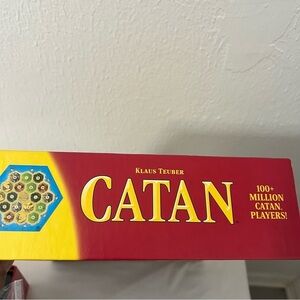 KLAUS TEUBER
CATAN
100+
MILLION
CATAN
PLAYERS!